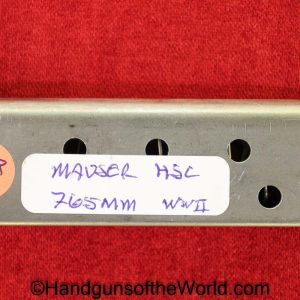 MAUSER HSC
765MM WWII
©HandgunsoftheWorld.com